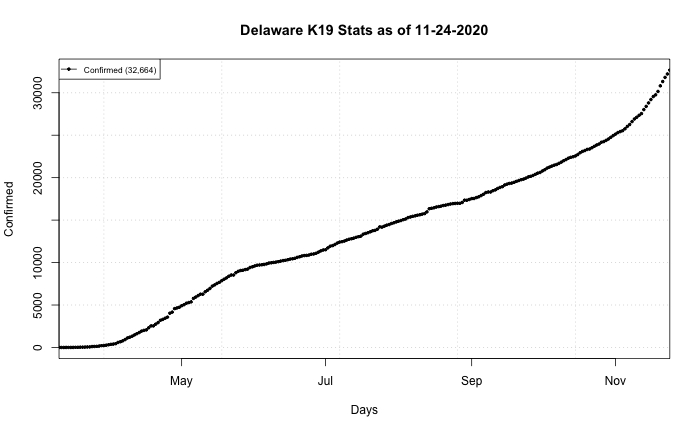 Delaware K19 Stats as of 11-24-2020
Confirmed (32,664)
30000
20000
10000
5000
0
Confirmed
May
Jul
Sep
Nov
Days